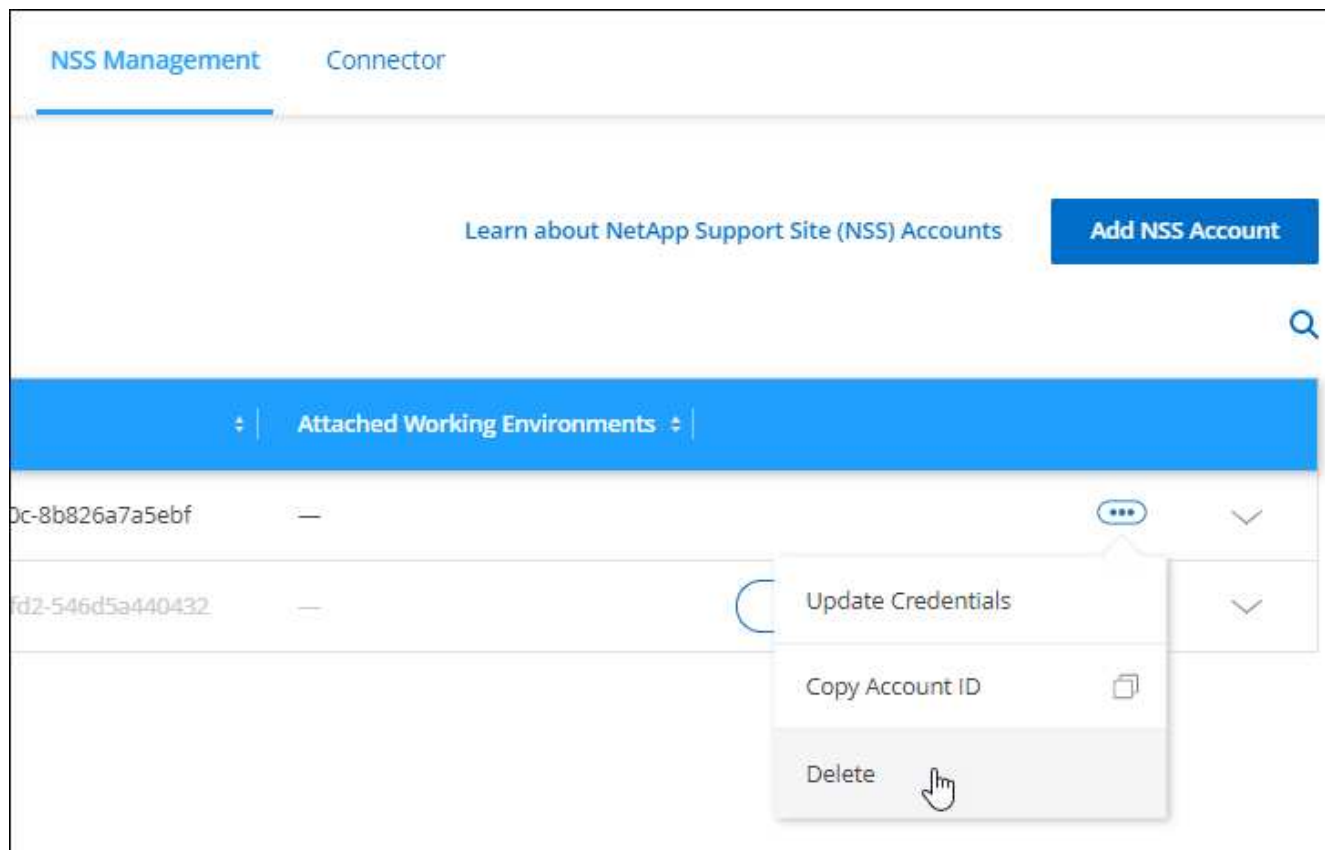 NSS Management Connector
Learn about NetApp Support Site (NSS) Accounts Add NSS Account
Attached Working Environments
0c-8b826a7a5ebf —
fd2-546d5a440432 —
Update Credentials
Copy Account ID
Delete